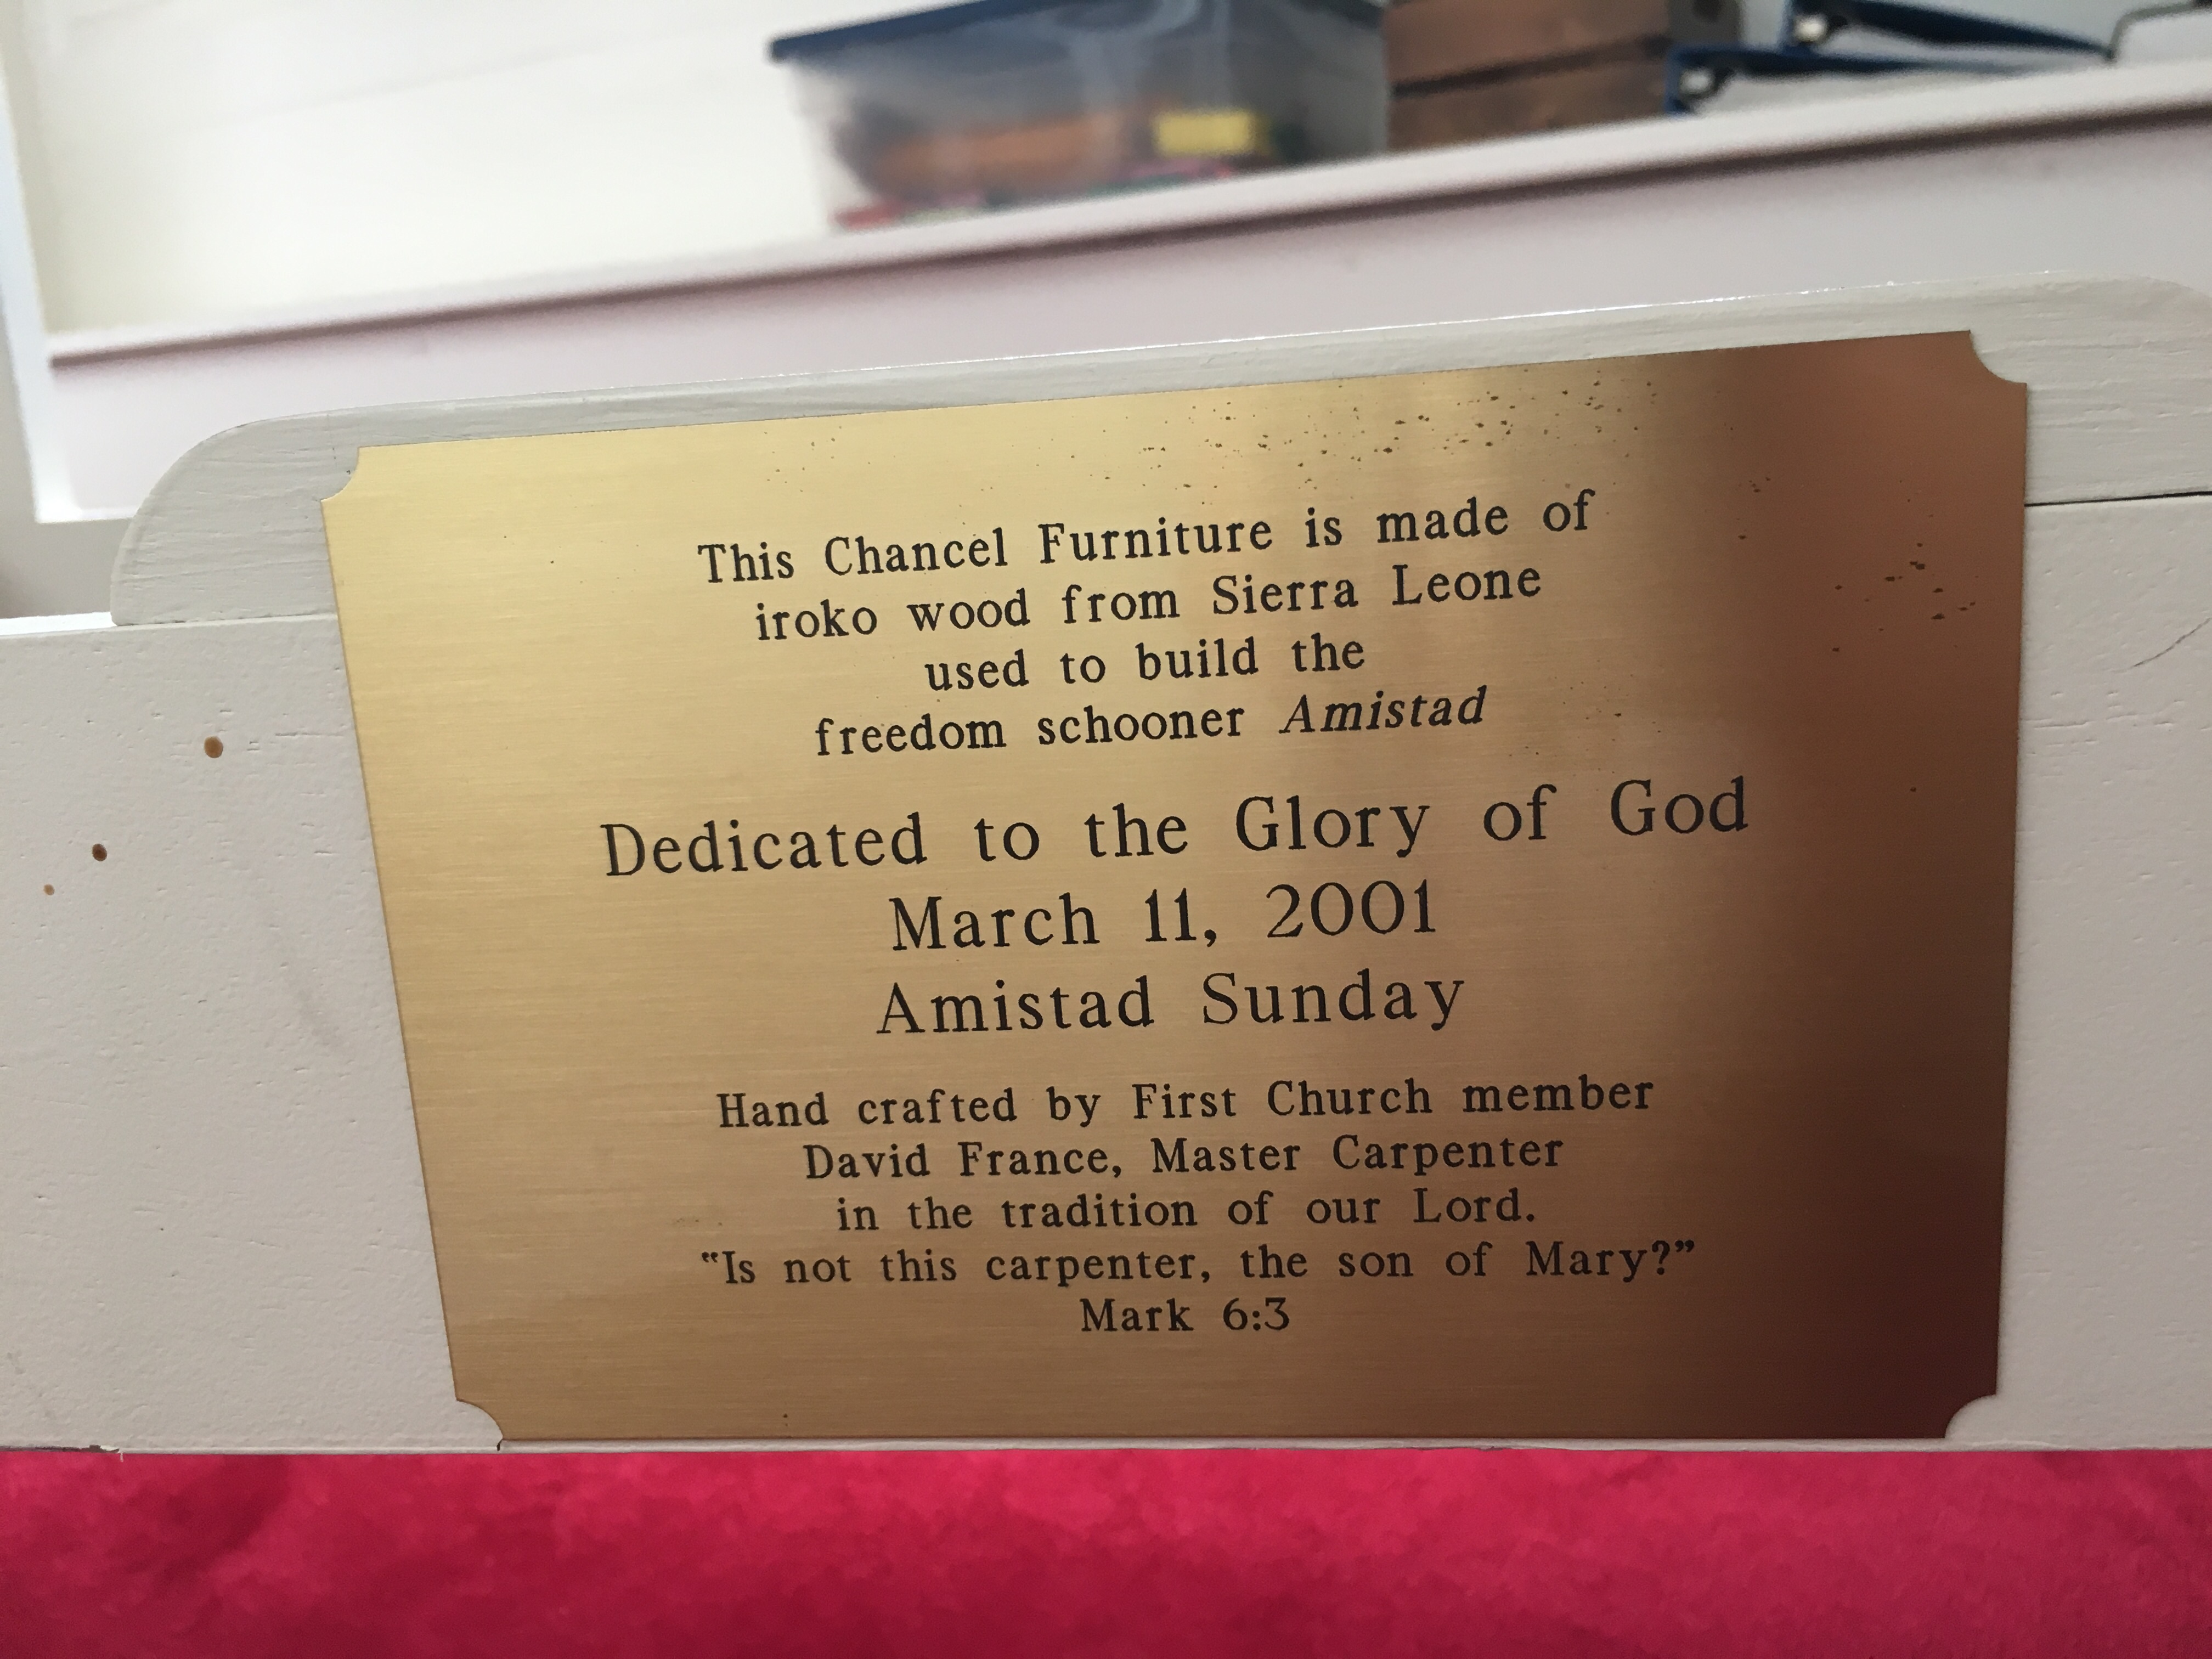 This Chancel Furniture is made of
iroko wood from Sierra Leone
used to build the
freedom schooner Amistad
Dedicated to the Glory of God
March 11, 2001
Amistad Sunday
Hand crafted by First Church member
David France, Master Carpenter
in the tradition of our Lord.
"Is not this carpenter, the son of Mary?"
Mark 6:3